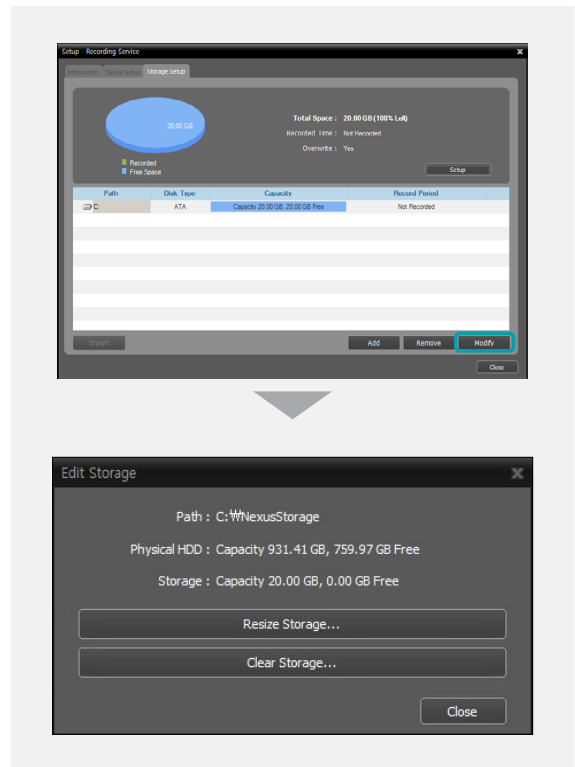 Setup - Recording Service
x
Information Device Setup Storage Setup
20.00 GB
Total Space : 20.00 GB (100% Left)
Recorded Time : Not Recorded
Overwrite : Yes
Recorded
Free Space
Setup
Path Disk Type Capacity Record Period
C: ATA Capacity 20.00 GB, 20.00 GB Free Not Recorded
Import Add Remove Modify
Close
Edit Storage
x
Path : C:₩NexusStorage
Physical HDD : Capacity 931.41 GB, 759.97 GB Free
Storage : Capacity 20.00 GB, 0.00 GB Free
Resize Storage...
Clear Storage...
Close